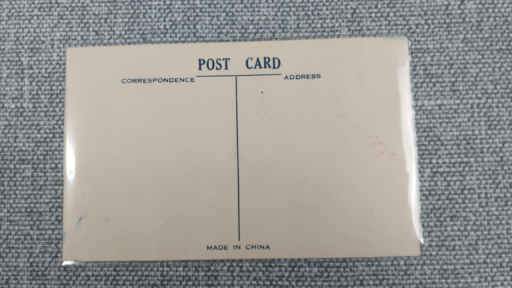 POST CARD
CORRESPONDENCE ADDRESS
MADE IN CHINA